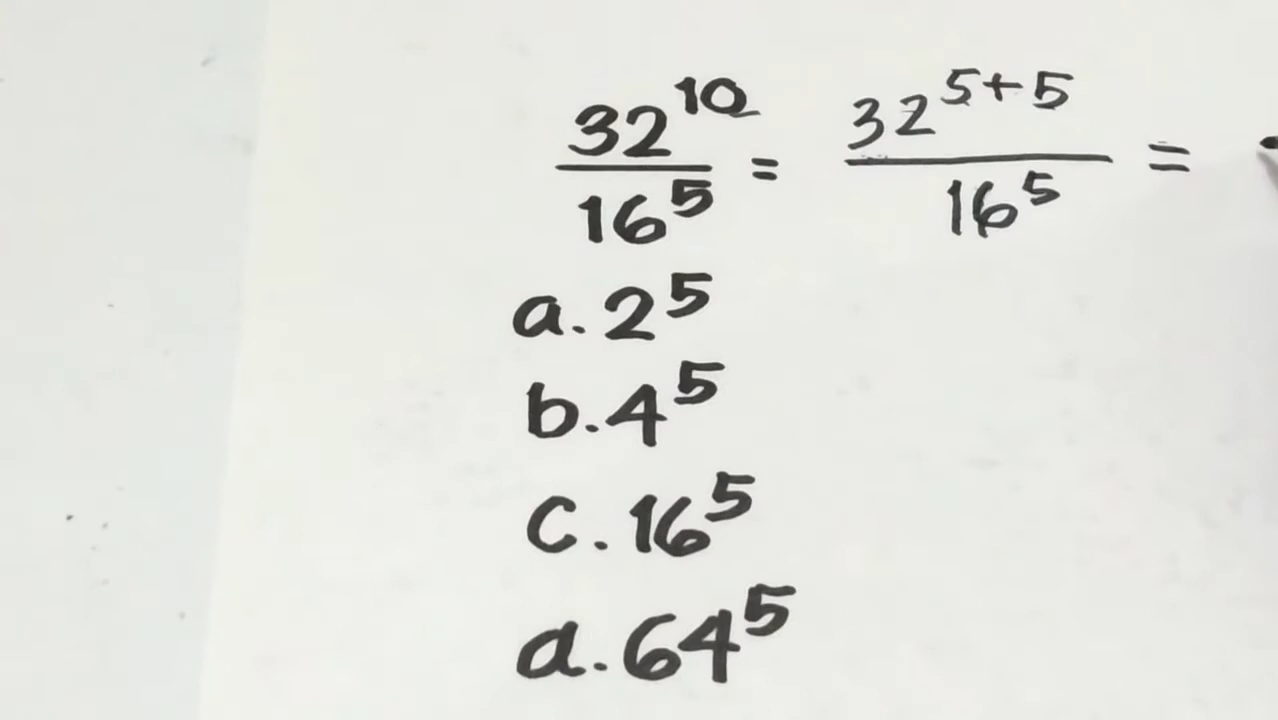 32^10 / 16^5 = 32^5+5 / 16^5 =
a. 2^5
b. 4^5
c. 16^5
d. 64^5